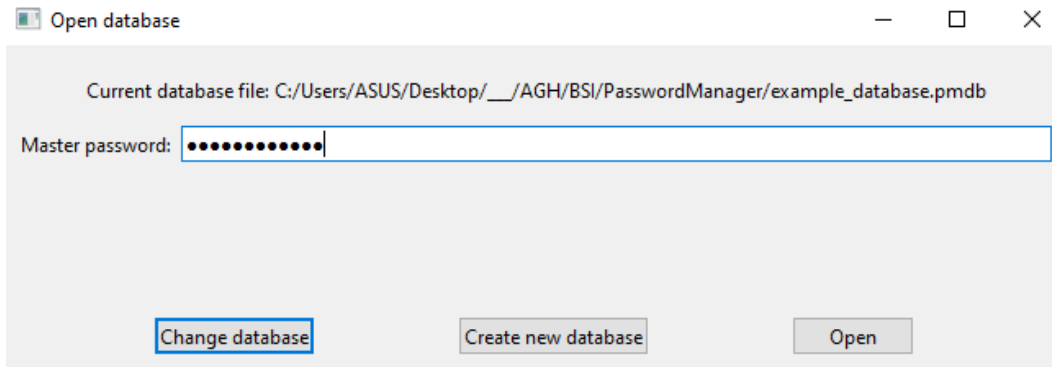 Open database
Current database file: C:/Users/ASUS/Desktop/__/AGH/BSI/PasswordManager/example_database.pmdb
Master password: ●●●●●●●●●●●●
Change database Create new database Open